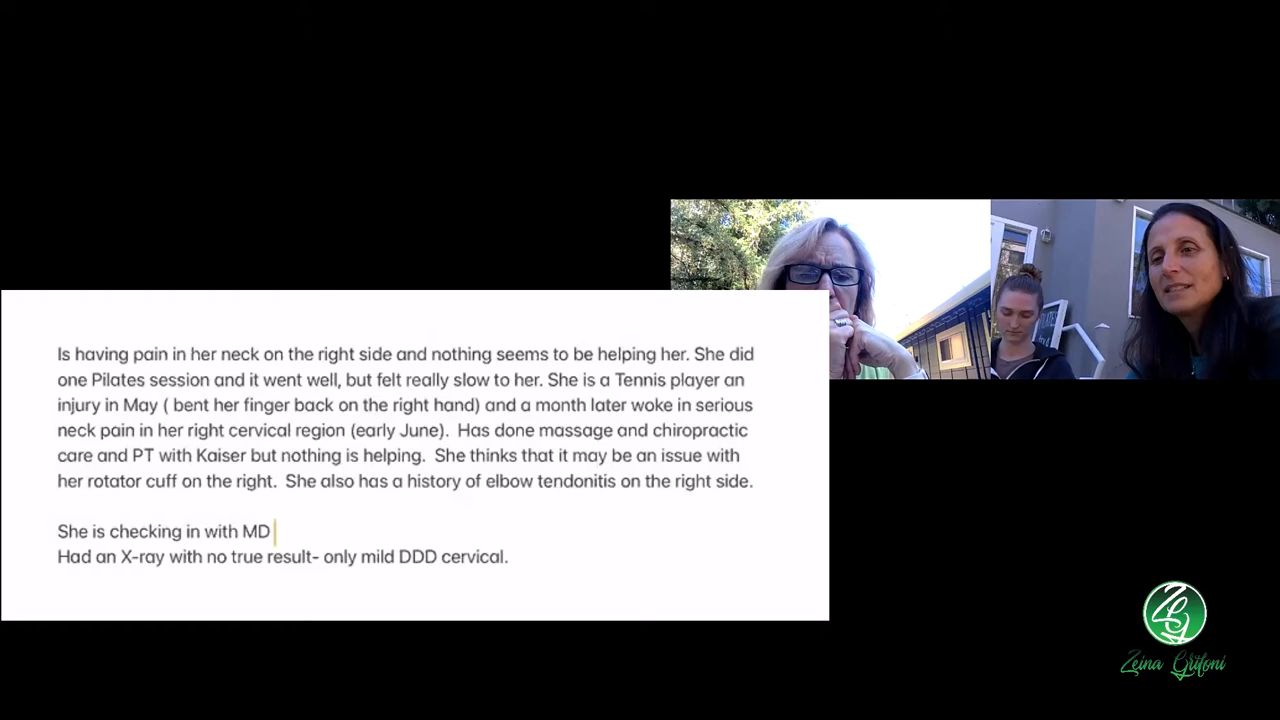 Is having pain in her neck on the right side and nothing seems to be helping her. She did
one Pilates session and it went well, but felt really slow to her. She is a Tennis player an
injury in May ( bent her finger back on the right hand) and a month later woke in serious
neck pain in her right cervical region (early June). Has done massage and chiropractic
care and PT with Kaiser but nothing is helping. She thinks that it may be an issue with
her rotator cuff on the right. She also has a history of elbow tendonitis on the right side.
She is checking in with MD
Had an X-ray with no true result- only mild DDD cervical.
ZG
Zeina Grifoni